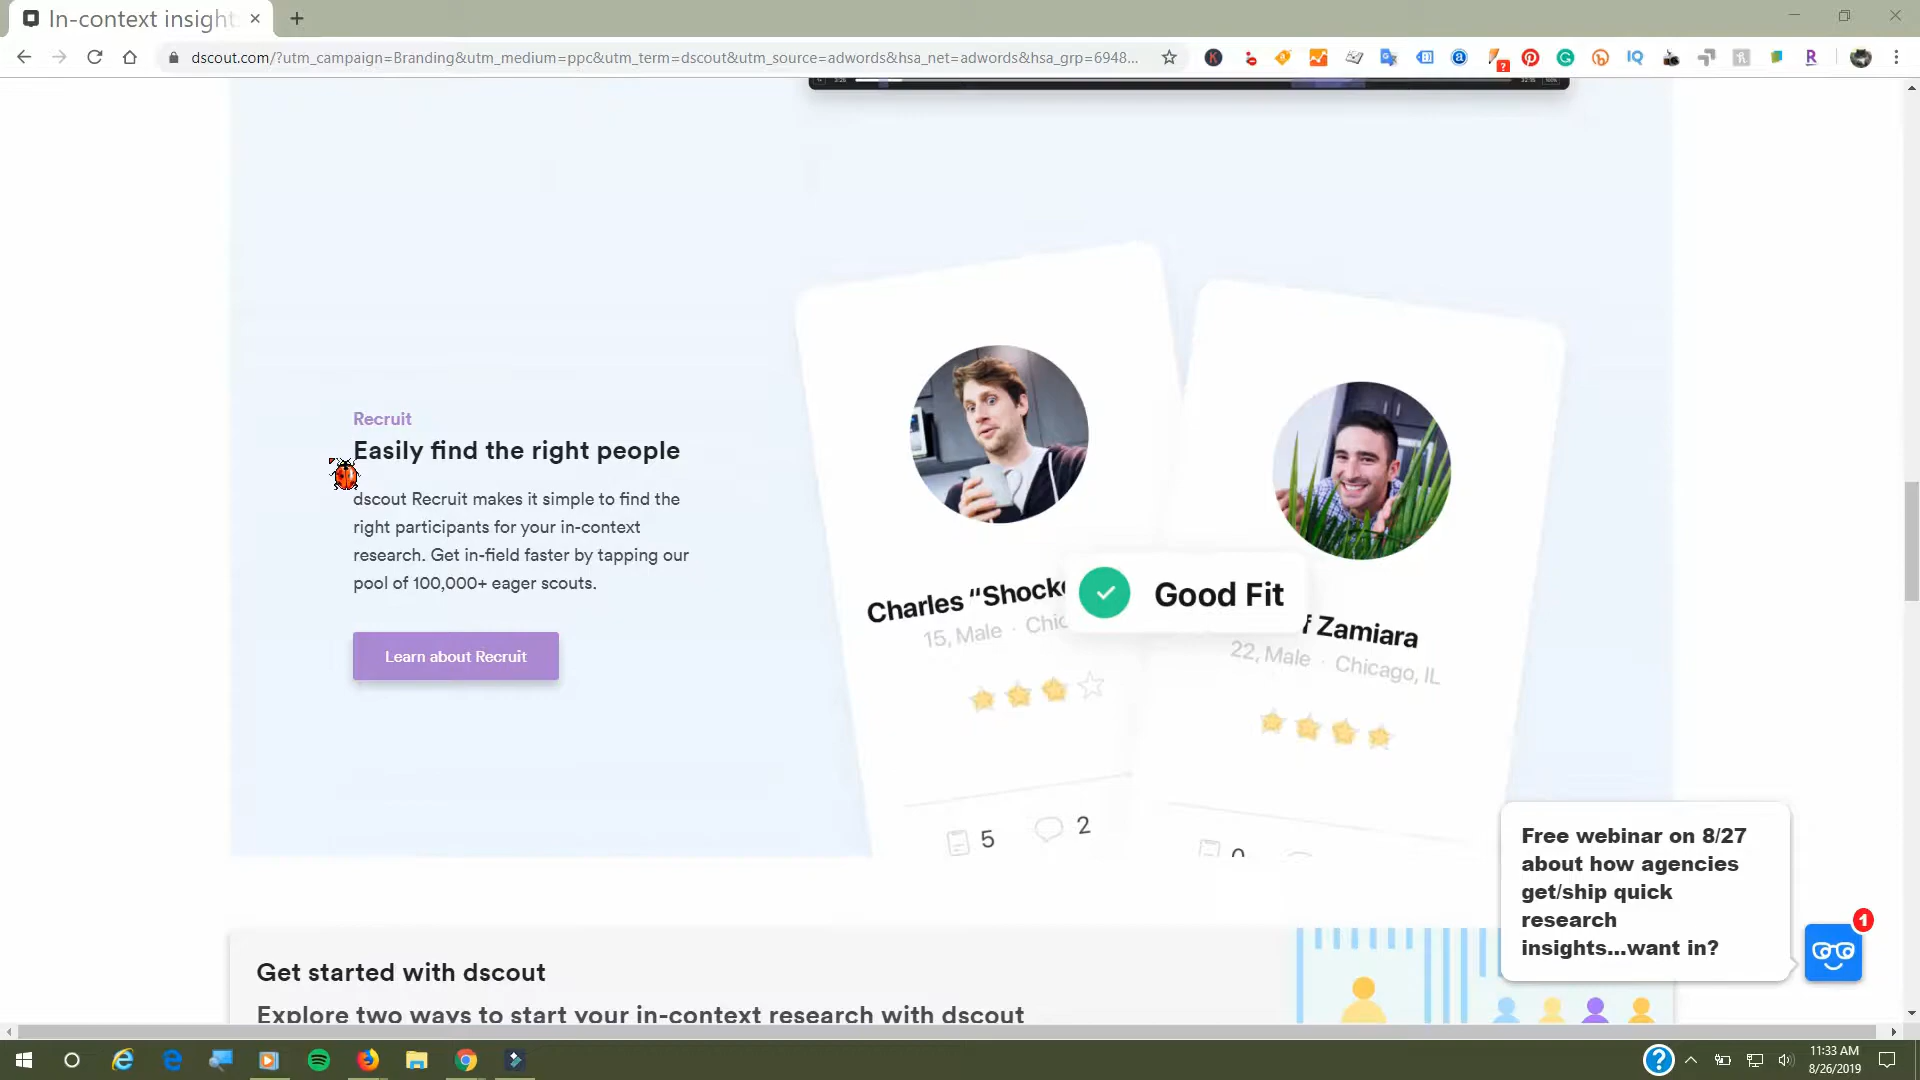 In-context insight
dscout.com/?utm_campaign=Branding&utm_medium=ppc&utm_term=dscout&utm_source=adwords&hsa_net=adwords&hsa_grp=6948...
Recruit
Easily find the right people
dscout Recruit makes it simple to find the
right participants for your in-context
research. Get in-field faster by tapping our
pool of 100,000+ eager scouts.
Learn about Recruit
Charles “Shock
15, Male · Chic
5 2
Good Fit
f Zamiara
22, Male · Chicago, IL
Free webinar on 8/27
about how agencies
get/ship quick
research
insights...want in?
1
Get started with dscout
Explore two ways to start your in-context research with dscout
11:33 AM
8/26/2019